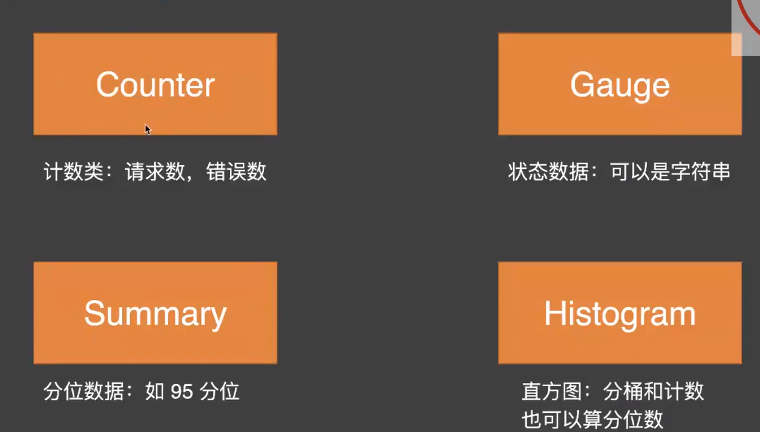 Counter
Gauge
计数类：请求数，错误数
状态数据：可以是字符串
Summary
Histogram
分位数据：如 95 分位
直方图：分桶和计数
也可以算分位数